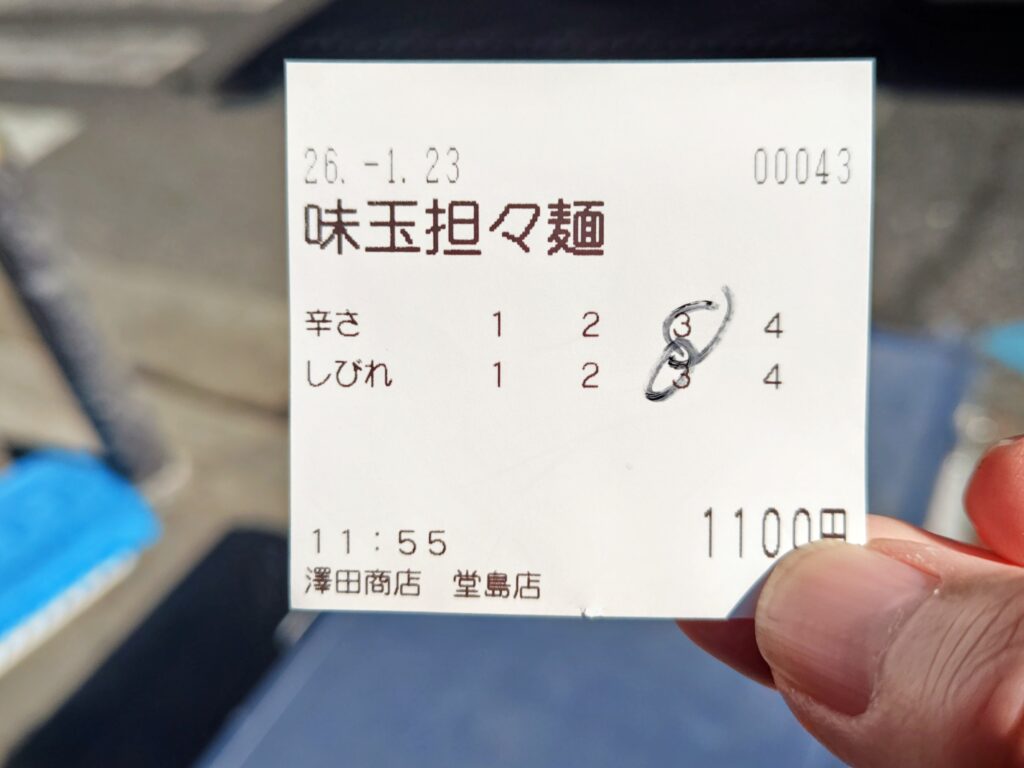 26.-1.23 00043
味玉担々麺
辛さ 1 2 3 4
しびれ 1 2 3 4
1100円
11:55
澤田商店 堂島店